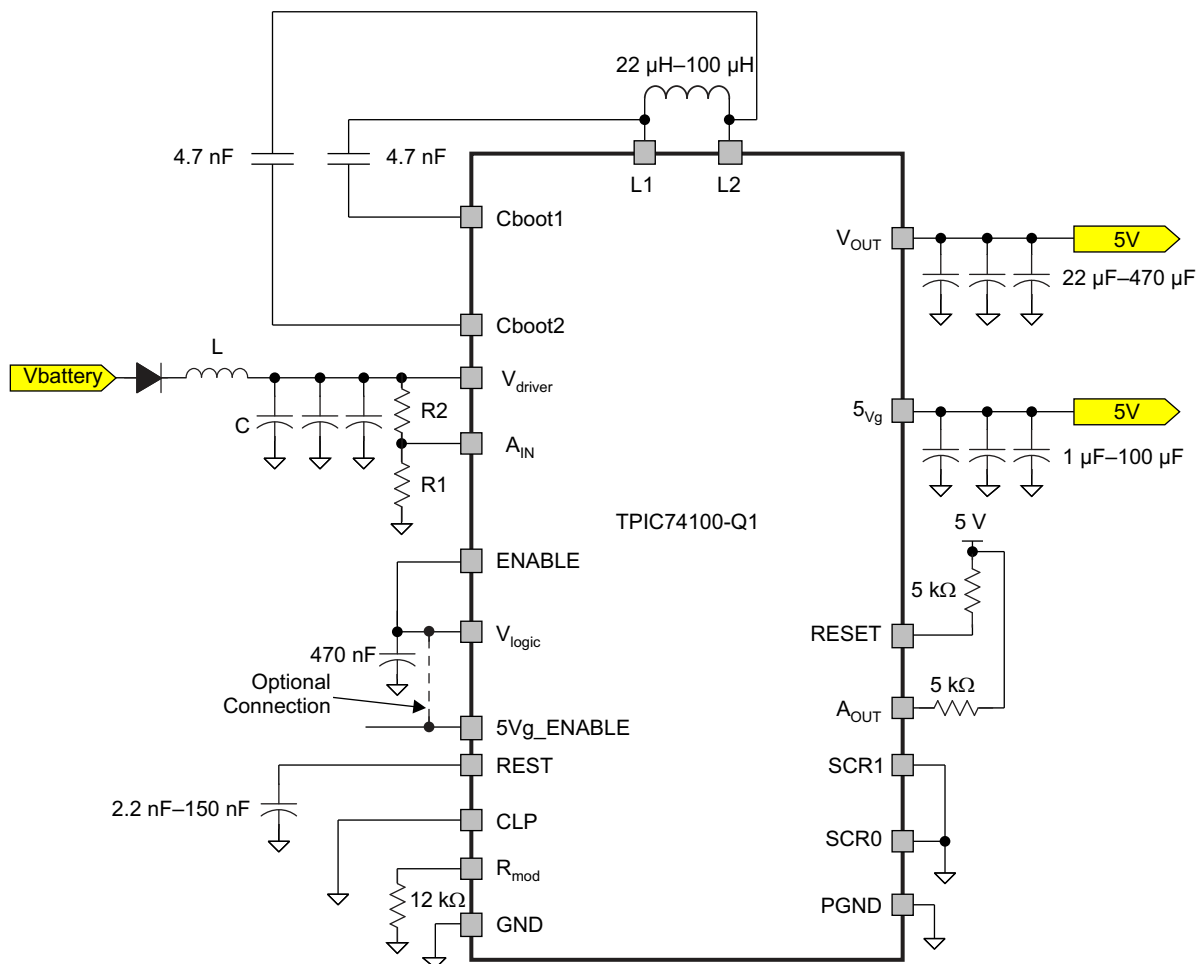 22 µH–100 µH
4.7 nF
4.7 nF
L1
L2
Cboot1
VOUT
5V
22 µF–470 µF
Cboot2
L
Vbattery
Vdriver
R2
C
AIN
R1
5Vg
5V
1 µF–100 µF
TPIC74100-Q1
5 V
ENABLE
5 kΩ
Vlogic
RESET
470 nF
Optional
Connection
5 kΩ
AOUT
5Vg_ENABLE
REST
SCR1
2.2 nF–150 nF
CLP
SCR0
Rmod
12 kΩ
GND
PGND